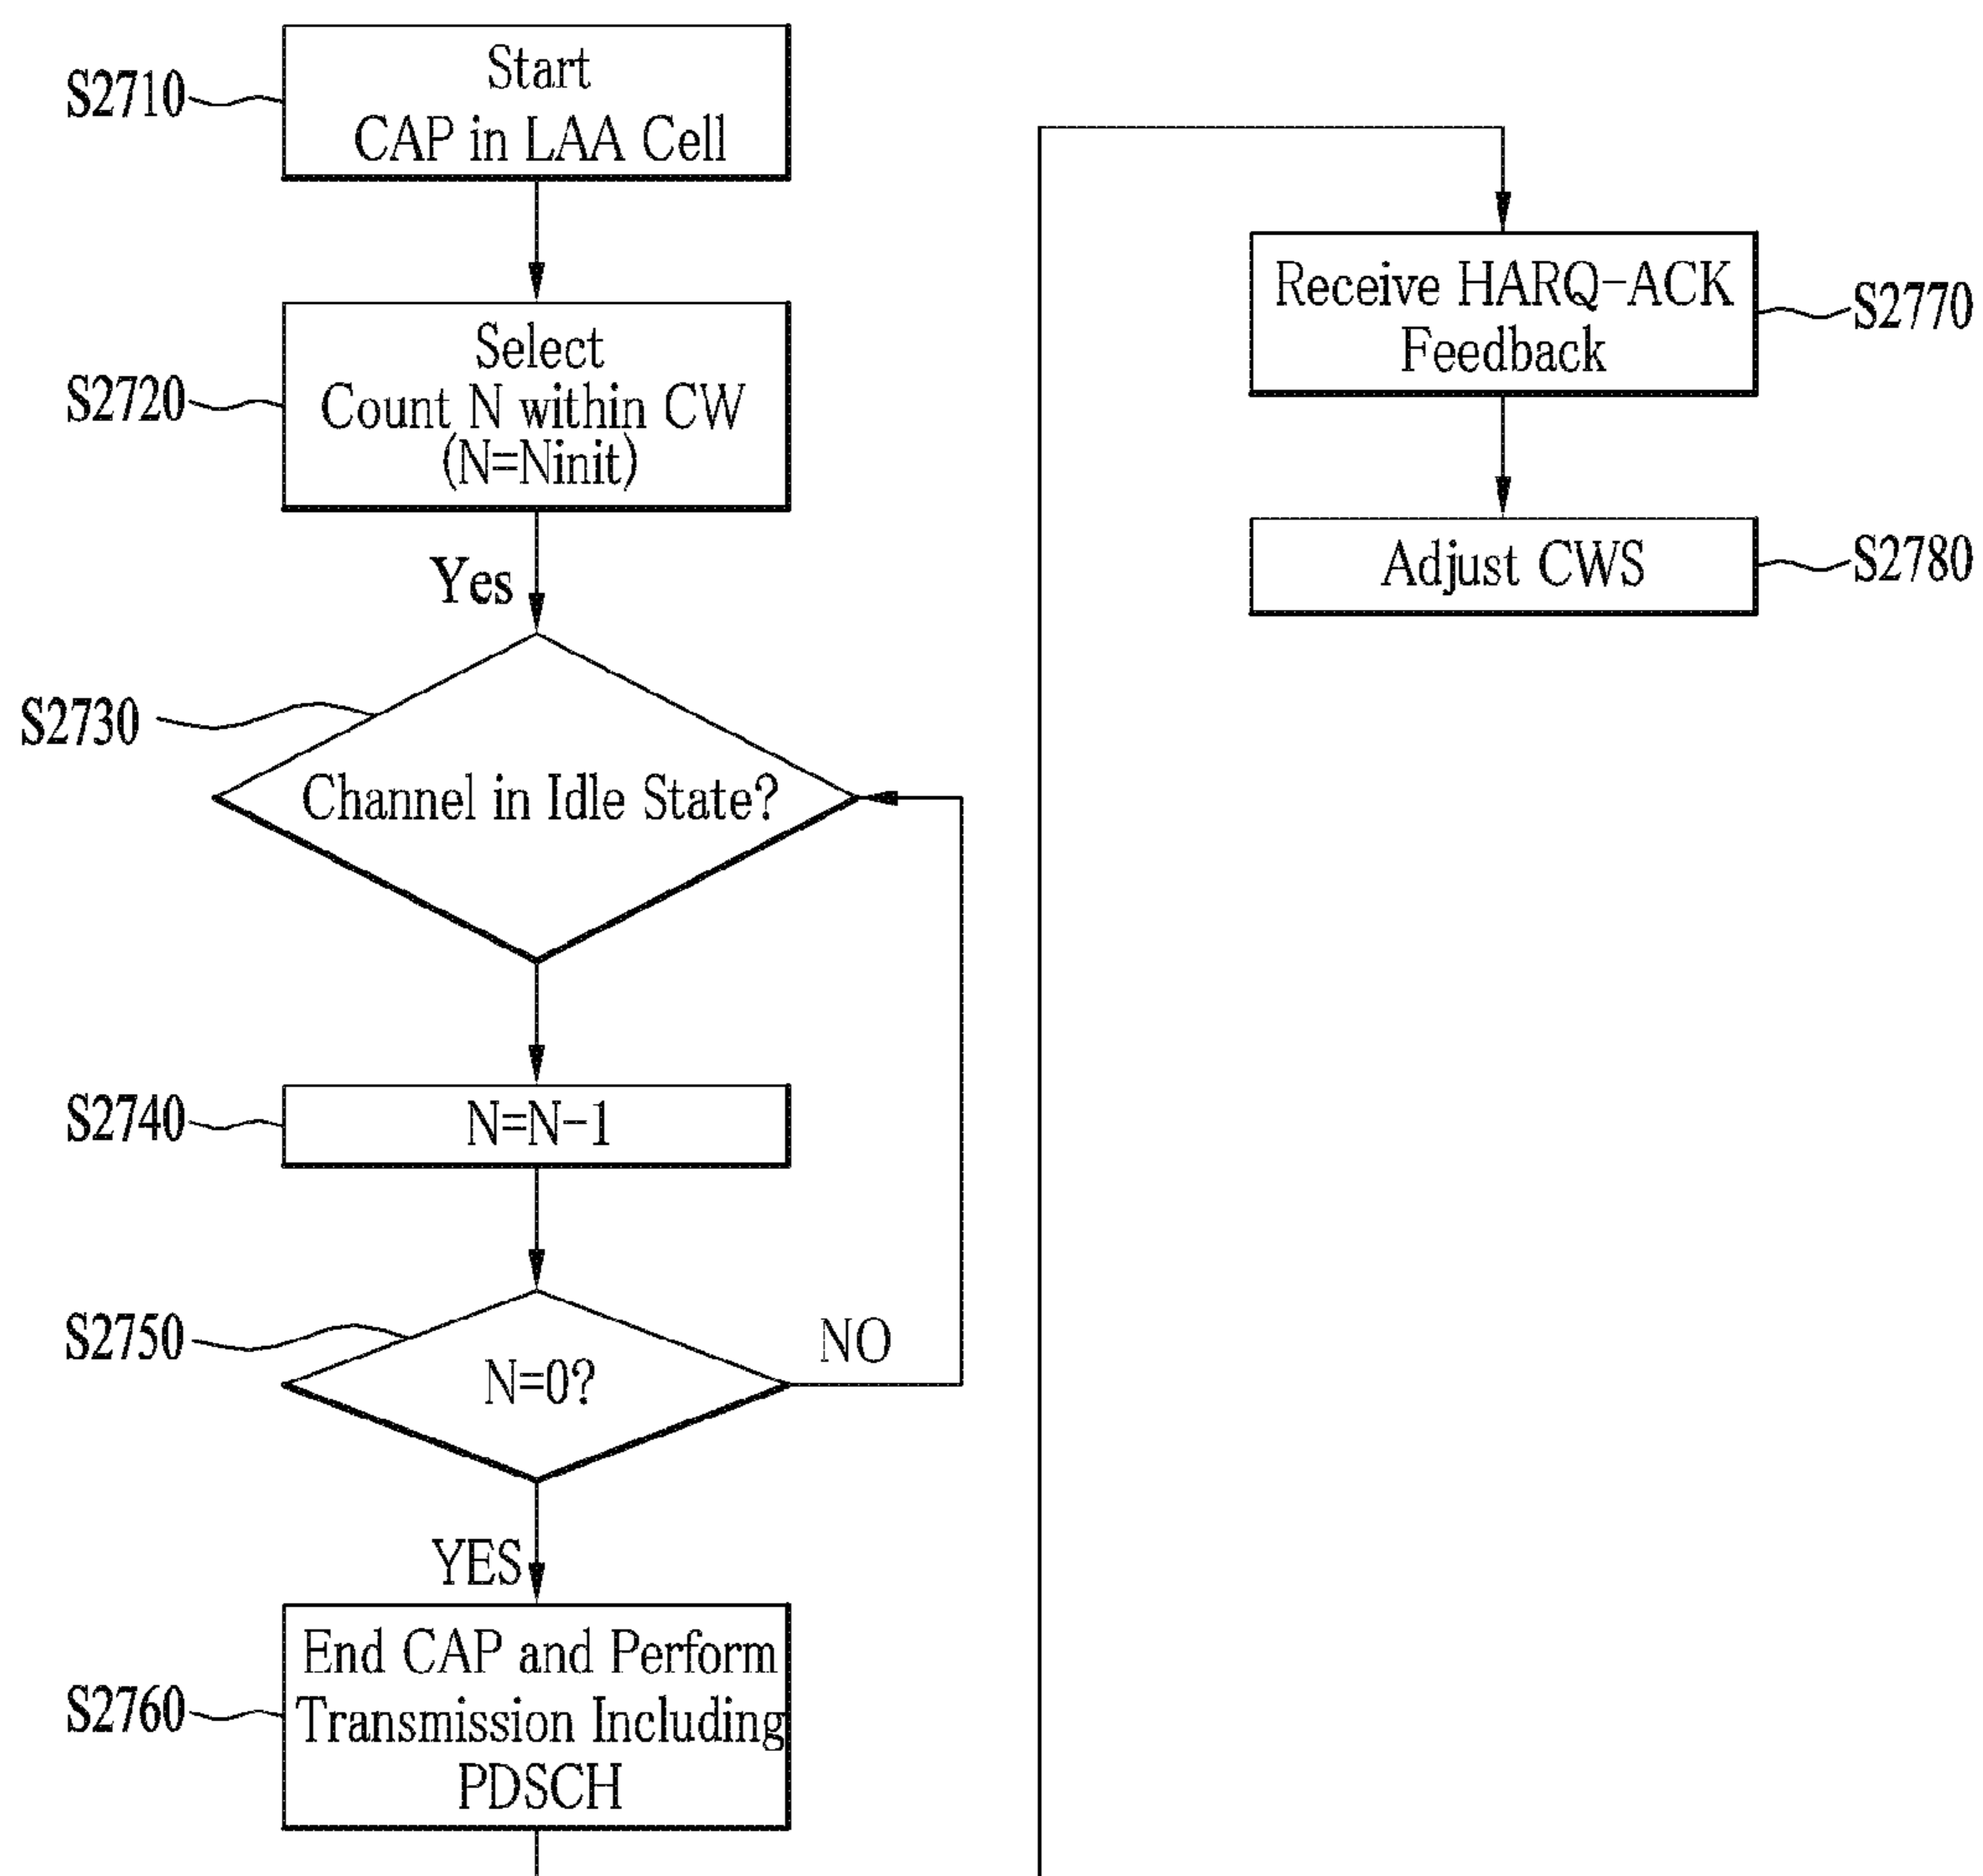 S2710
Start
CAP in LAA Cell
S2720
Select
Count N within CW
(N=Ninit)
Yes
S2730
Channel in Idle State?
S2740
N=N-1
S2750
N=0?
NO
YES
S2760
End CAP and Perform
Transmission Including
PDSCH
Receive HARQ-ACK
Feedback
S2770
Adjust CWS
S2780